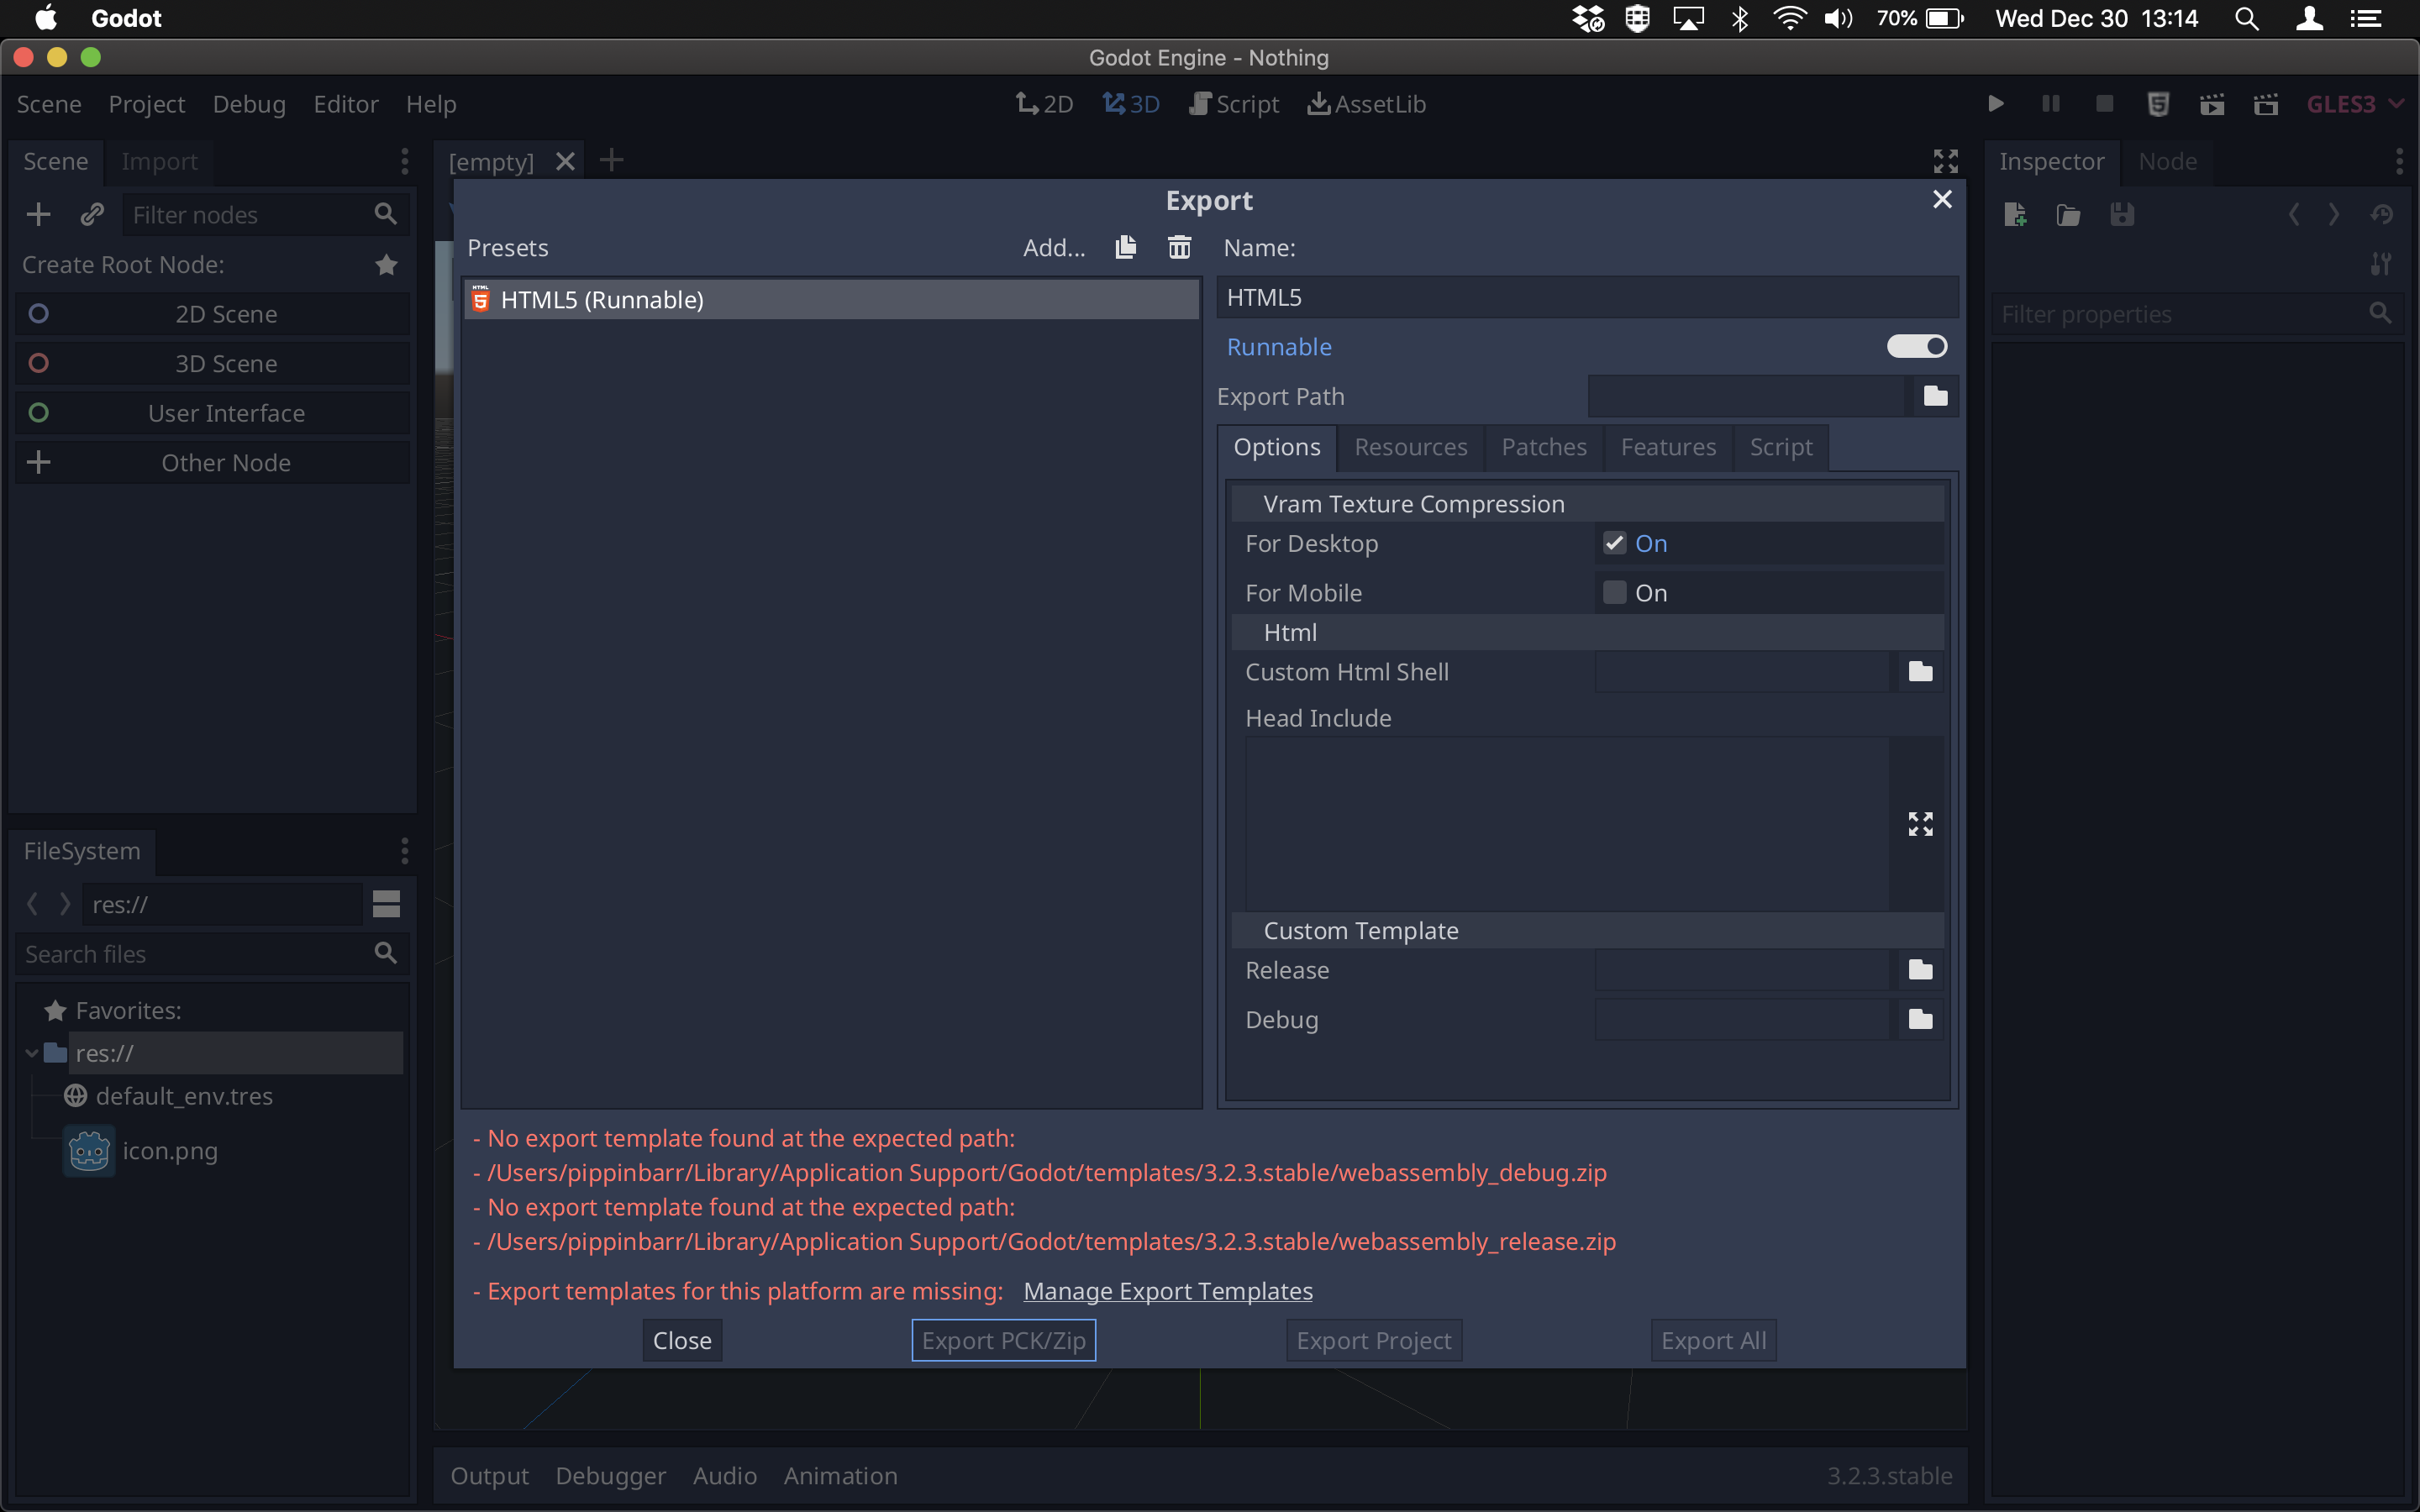 Godot
70%
Wed Dec 30 13:14
Godot Engine - Nothing
Scene Project Debug Editor Help
2D 3D Script AssetLib
GLES3
Scene Import
[empty]
Inspector Node
Filter nodes
Create Root Node:
2D Scene
3D Scene
User Interface
Other Node
Filter properties
Export
Presets Add...
HTML5 (Runnable)
Name:
HTML5
Runnable
Export Path
Options Resources Patches Features Script
Vram Texture Compression
For Desktop On
For Mobile On
Html
Custom Html Shell
Head Include
Custom Template
Release
Debug
- No export template found at the expected path:
- /Users/pippinbarr/Library/Application Support/Godot/templates/3.2.3.stable/webassembly_debug.zip
- No export template found at the expected path:
- /Users/pippinbarr/Library/Application Support/Godot/templates/3.2.3.stable/webassembly_release.zip
- Export templates for this platform are missing: Manage Export Templates
Close Export PCK/Zip Export Project Export All
FileSystem
res://
Search files
Favorites:
res://
default_env.tres
icon.png
Output Debugger Audio Animation
3.2.3.stable